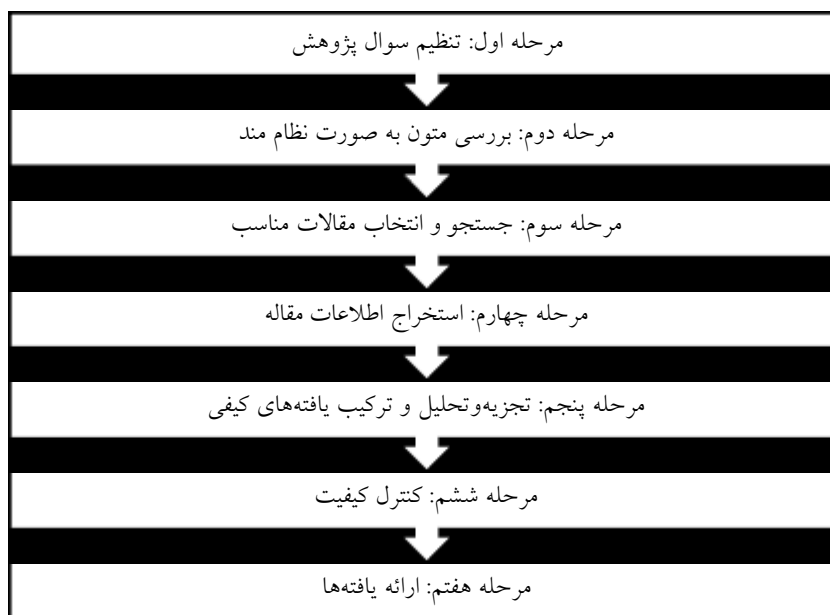 مرحله اول: تنظیم سوال پژوهش
مرحله دوم: بررسی متون به صورت نظام مند
مرحله سوم: جستجو و انتخاب مقالات مناسب
مرحله چهارم: استخراج اطلاعات مقاله
مرحله پنجم: تجزیه‌وتحلیل و ترکیب یافته‌های کیفی
مرحله ششم: کنترل کیفیت
مرحله هفتم: ارائه یافته‌ها